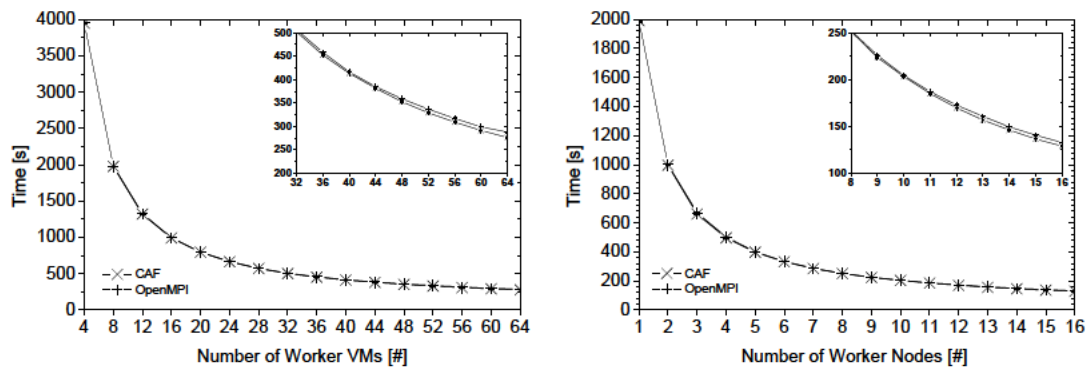 4000
3500
3000
2500
2000
1500
1000
500
0
Time [s]
4 8 12 16 20 24 28 32 36 40 44 48 52 56 60 64
Number of Worker VMs [#]
CAF
OpenMPI
500
450
400
350
300
250
200
32 36 40 44 48 52 56 60 64
2000
1800
1600
1400
1200
1000
800
600
400
200
0
Time [s]
1 2 3 4 5 6 7 8 9 10 11 12 13 14 15 16
Number of Worker Nodes [#]
CAF
OpenMPI
250
200
150
100
8 9 10 11 12 13 14 15 16